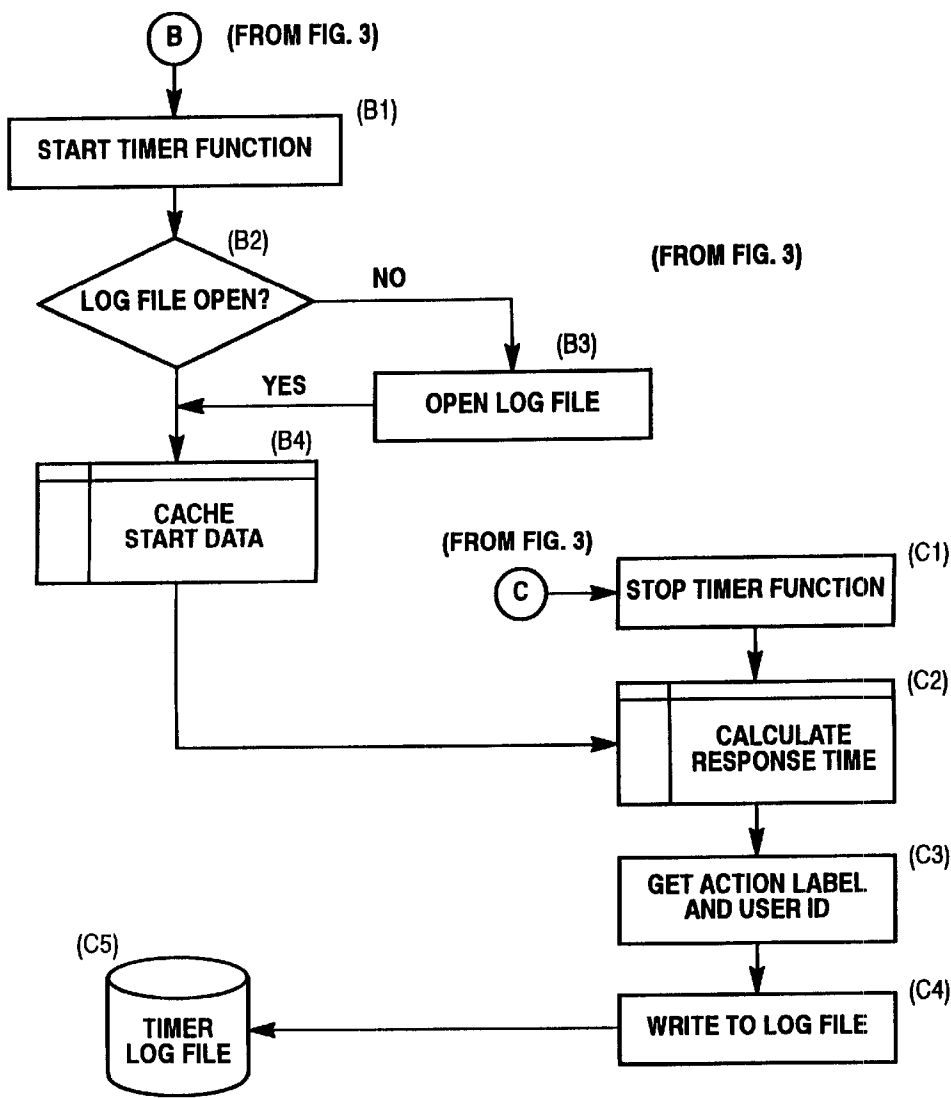 B (FROM FIG. 3)
(B1)
START TIMER FUNCTION
(B2)
(FROM FIG. 3)
LOG FILE OPEN?
NO
(B3)
OPEN LOG FILE
YES
(B4)
CACHE
START DATA
(FROM FIG. 3)
C
(C1)
STOP TIMER FUNCTION
(C2)
CALCULATE
RESPONSE TIME
(C3)
GET ACTION LABEL
AND USER ID
(C4)
WRITE TO LOG FILE
(C5)
TIMER
LOG FILE